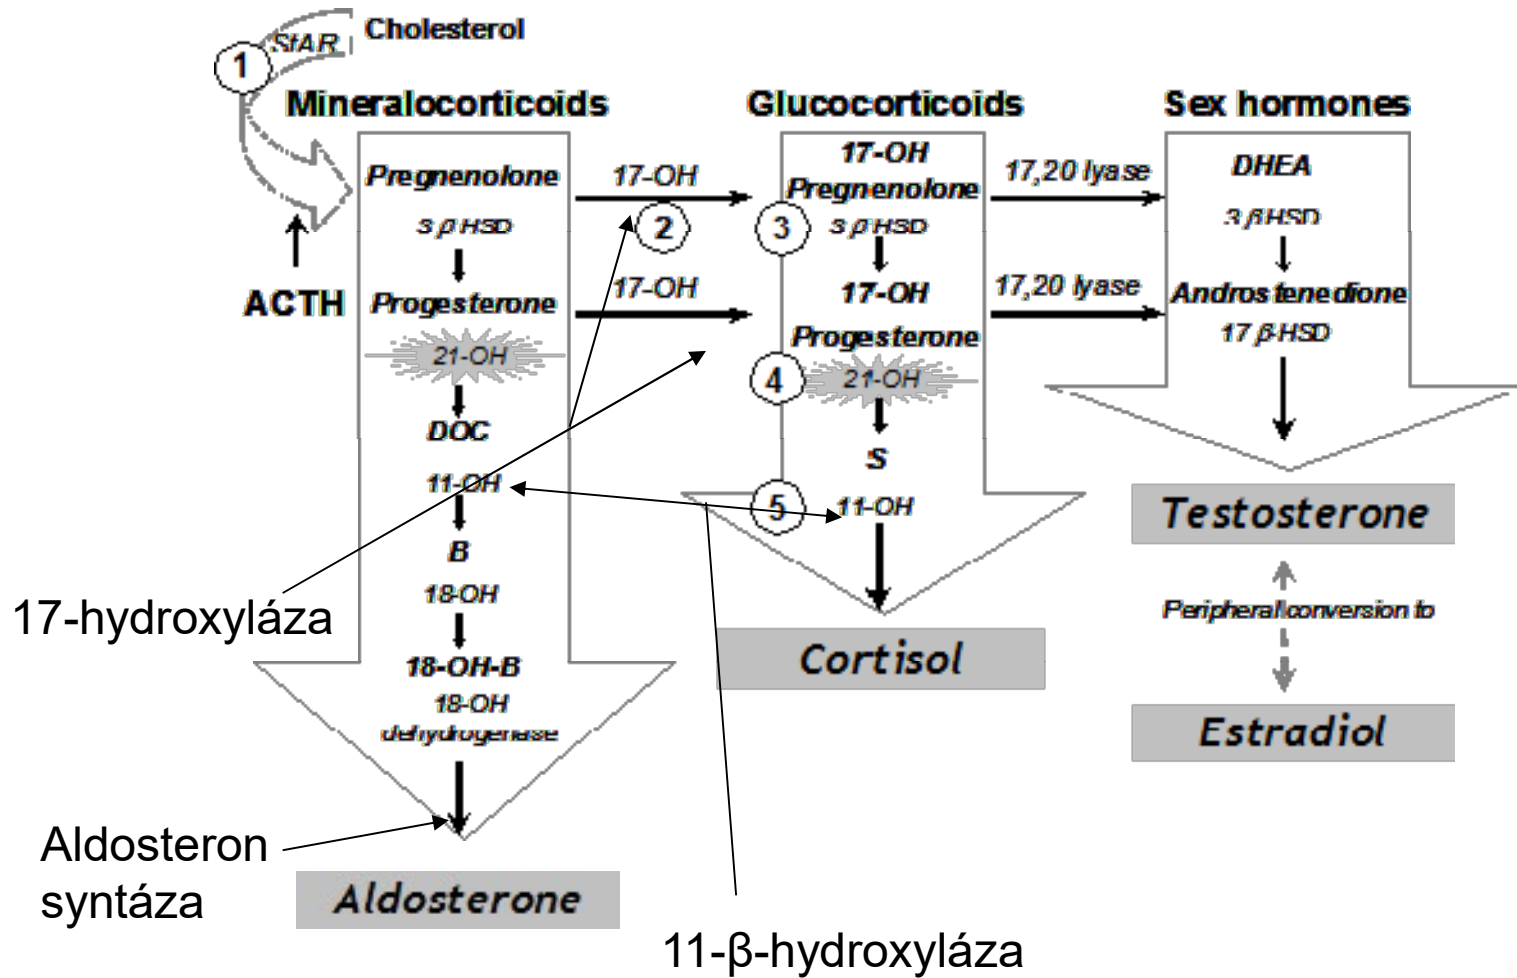 Cholesterol
StAR
1
Mineralocorticoids
Glucocorticoids
Sex hormones
Pregnenolone
3 β HSD
Progesterone
21-OH
DOC
11-OH
B
18-OH
18-OH-B
18-OH
dehydrogenase
Aldosterone
ACTH
17-OH
2
17-OH
17-OH
Pregnenolone
3
3 β HSD
17-OH
Progesterone
4
21-OH
S
5
11-OH
Cortisol
17,20 lyase
17,20 lyase
DHEA
3 β HSD
Androstenedione
17 β-HSD
Testosterone
Peripheral conversion to
Estradiol
17-hydroxyláza
Aldosteron
syntáza
11-β-hydroxyláza